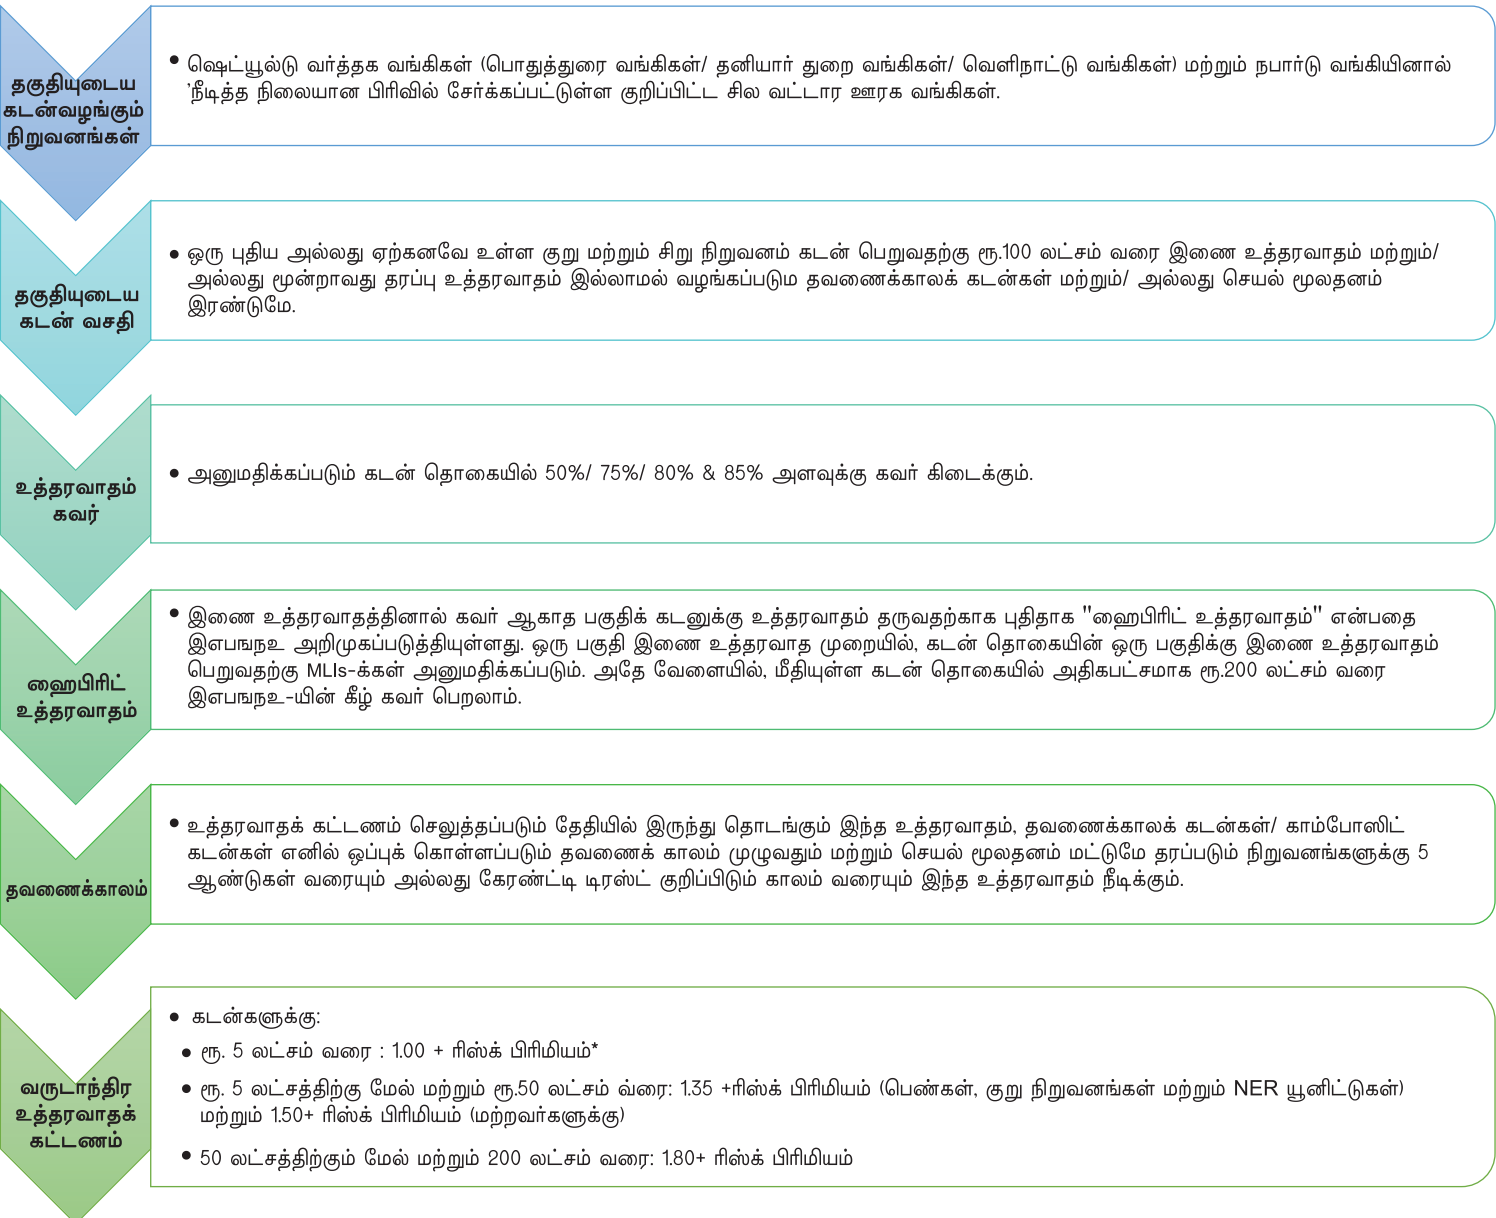 தகுதியுடைய
கடன்வழங்கும்
நிறுவனங்கள்
• ஷெட்யூல்டு வர்த்தக வங்கிகள் (பொதுத்துரை வங்கிகள்/ தனியார் துறை வங்கிகள்/ வெளிநாட்டு வங்கிகள்) மற்றும் நபார்டு வங்கியினால்
'நீடித்த நிலையான பிரிவில் சேர்க்கப்பட்டுள்ள குறிப்பிட்ட சில வட்டார ஊரக வங்கிகள்.
தகுதியுடைய
கடன் வசதி
• ஒரு புதிய அல்லது ஏற்கனவே உள்ள குறு மற்றும் சிறு நிறுவனம் கடன் பெறுவதற்கு ரூ.100 லட்சம் வரை இணை உத்தரவாதம் மற்றும்/
அல்லது மூன்றாவது தரப்பு உத்தரவாதம் இல்லாமல் வழங்கப்படும தவணைக்காலக் கடன்கள் மற்றும்/ அல்லது செயல் மூலதனம்
இரண்டுமே.
உத்தரவாதம்
கவர்
• அனுமதிக்கப்படும் கடன் தொகையில் 50%/ 75%/ 80% & 85% அளவுக்கு கவர் கிடைக்கும்.
ஹைபிரிட்
உத்தரவாதம்
• இணை உத்தரவாதத்தினால் கவர் ஆகாத பகுதிக் கடனுக்கு உத்தரவாதம் தருவதற்காக புதிதாக "ஹைபிரிட் உத்தரவாதம்" என்பதை
இஎபஙநஉ அறிமுகப்படுத்தியுள்ளது. ஒரு பகுதி இணை உத்தரவாத முறையில், கடன் தொகையின் ஒரு பகுதிக்கு இணை உத்தரவாதம்
பெறுவதற்கு MLIs-க்கள் அனுமதிக்கப்படும். அதே வேளையில், மீதியுள்ள கடன் தொகையில் அதிகபட்சமாக ரூ.200 லட்சம் வரை
இஎபஙநஉ-யின் கீழ் கவர் பெறலாம்.
தவணைக்காலம்
• உத்தரவாதக் கட்டணம் செலுத்தப்படும் தேதியில் இருந்து தொடங்கும் இந்த உத்தரவாதம், தவணைக்காலக் கடன்கள்/ காம்போஸிட்
கடன்கள் எனில் ஒப்புக் கொள்ளப்படும் தவணைக் காலம் முழுவதும் மற்றும் செயல் மூலதனம் மட்டுமே தரப்படும் நிறுவனங்களுக்கு 5
ஆண்டுகள் வரையும் அல்லது கேரண்ட்டி டிரஸ்ட் குறிப்பிடும் காலம் வரையும் இந்த உத்தரவாதம் நீடிக்கும்.
வருடாந்திர
உத்தரவாதக்
கட்டணம்
• கடன்களுக்கு:
• ரூ. 5 லட்சம் வரை : 1.00 + ரிஸ்க் பிரிமியம்*
• ரூ. 5 லட்சத்திற்கு மேல் மற்றும் ரூ.50 லட்சம் வ்ரை: 1.35 +ரிஸ்க் பிரிமியம் (பெண்கள், குறு நிறுவனங்கள் மற்றும் NER யூனிட்டுகள்)
மற்றும் 1.50+ ரிஸ்க் பிரிமியம் (மற்றவர்களுக்கு)
• 50 லட்சத்திற்கும் மேல் மற்றும் 200 லட்சம் வரை: 1.80+ ரிஸ்க் பிரிமியம்